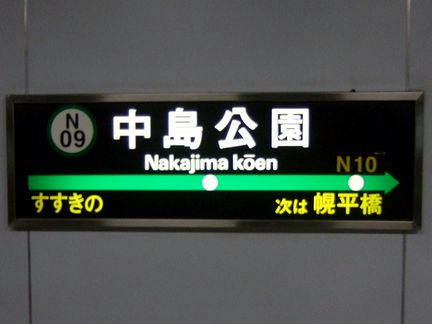 N
09
中島公園
Nakajima kōen
N10
すすきの
次は 幌平橋